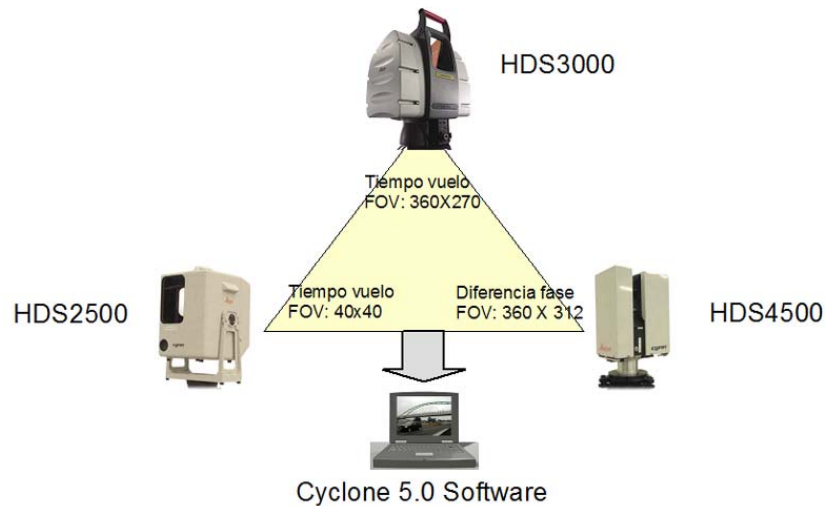 HDS3000
Tiempo vuelo
FOV: 360X270
HDS2500
Tiempo vuelo
FOV: 40x40
Diferencia fase
FOV: 360 X 312
HDS4500
Cyclone 5.0 Software